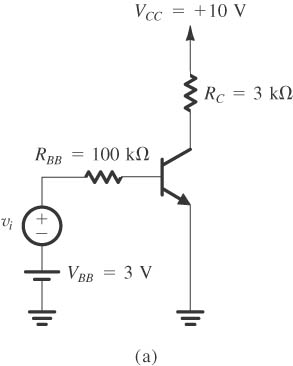 V_CC = +10 V
R_C = 3 kΩ
R_BB = 100 kΩ
v_i
+
−
V_BB = 3 V
(a)